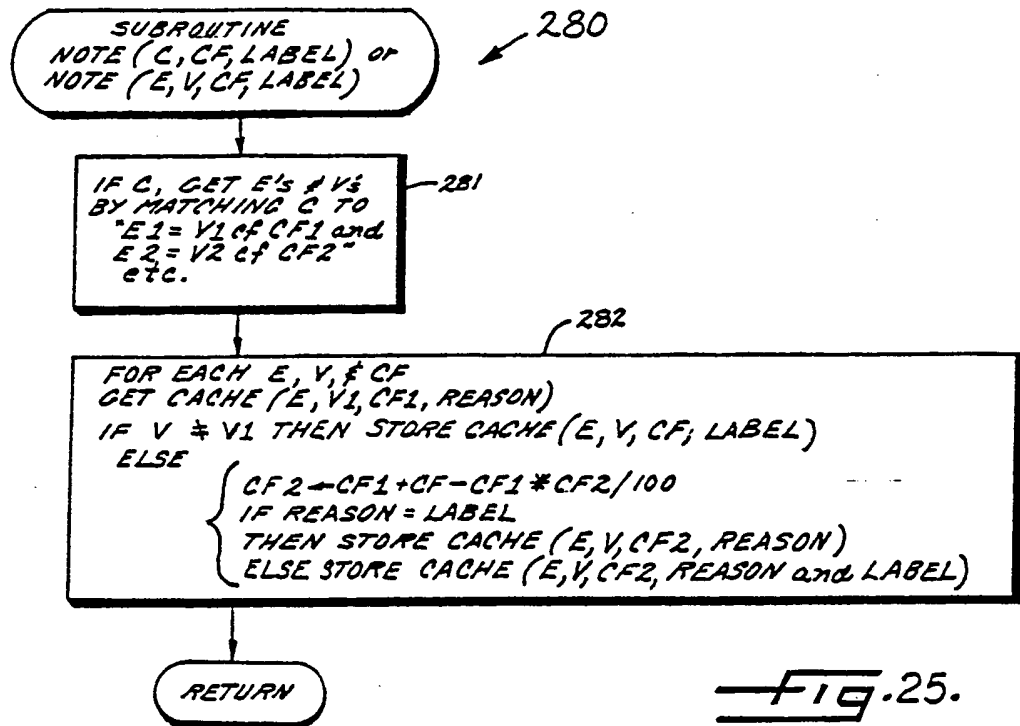 SUBROUTINE
NOTE (C, CF, LABEL) or
NOTE (E, V, CF, LABEL)
280
IF C, GET E's & V's
BY MATCHING C TO
"E1 = V1 cf CF1 and
E2 = V2 cf CF2"
etc.
281
282
FOR EACH E, V, & CF
GET CACHE (E, V1, CF1, REASON)
IF V ≠ V1 THEN STORE CACHE (E, V, CF, LABEL)
ELSE
CF2 ← CF1 + CF - CF1 * CF2/100
IF REASON = LABEL
THEN STORE CACHE (E, V, CF2, REASON)
ELSE STORE CACHE (E, V, CF2, REASON and LABEL)
RETURN
Fig. 25.